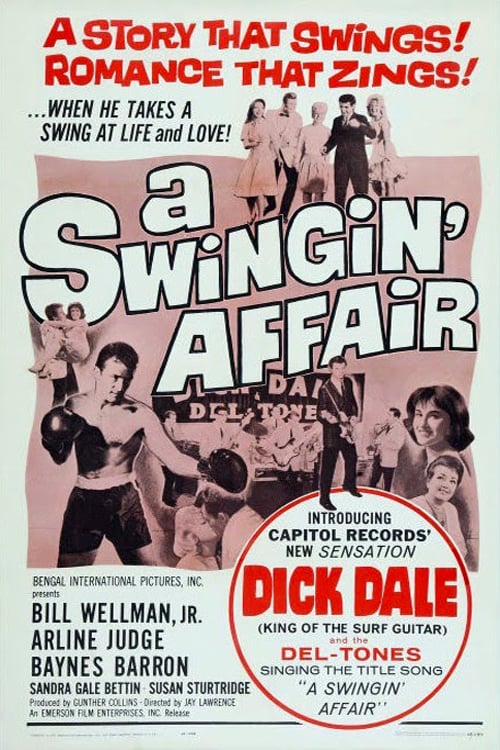 A STORY THAT SWINGS!
ROMANCE THAT ZINGS!
...WHEN HE TAKES A
SWING AT LIFE and LOVE!
a
SWiNGiN'
AFFAiR
DA
DEL-TONE
INTRODUCING
CAPITOL RECORDS'
NEW SENSATION
DICK DALE
(KING OF THE SURF GUITAR)
and the
DEL-TONES
SINGING THE TITLE SONG
"A SWINGIN'
AFFAIR"
BENGAL INTERNATIONAL PICTURES, INC.
presents
BILL WELLMAN, JR.
ARLINE JUDGE
BAYNES BARRON
SANDRA GALE BETTIN · SUSAN STURTRIDGE
Produced by GUNTHER COLLINS · Directed by JAY LAWRENCE
An EMERSON FILM ENTERPRISES, INC. Release